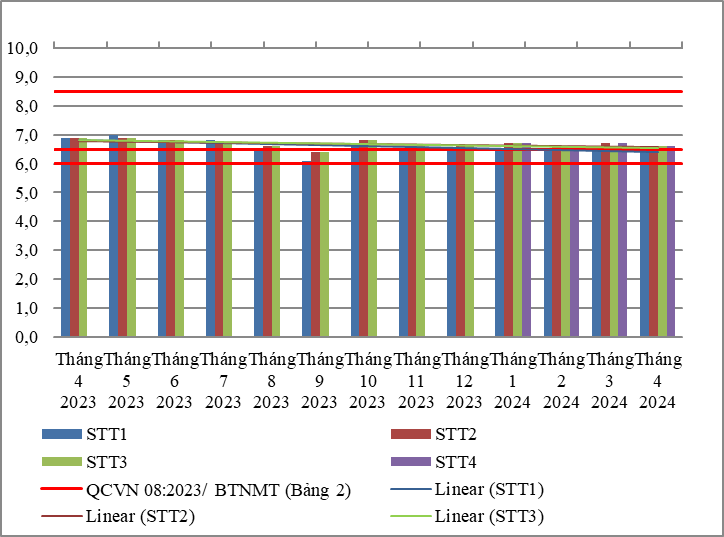 10,0
9,0
8,0
7,0
6,0
5,0
4,0
3,0
2,0
1,0
0,0
Tháng Tháng Tháng Tháng Tháng Tháng Tháng Tháng Tháng Tháng Tháng Tháng Tháng
4 5 6 7 8 9 10 11 12 1 2 3 4
2023 2023 2023 2023 2023 2023 2023 2023 2023 2024 2024 2024 2024
STT1 STT2
STT3 STT4
QCVN 08:2023/ BTNMT (Bảng 2) Linear (STT1)
Linear (STT2) Linear (STT3)